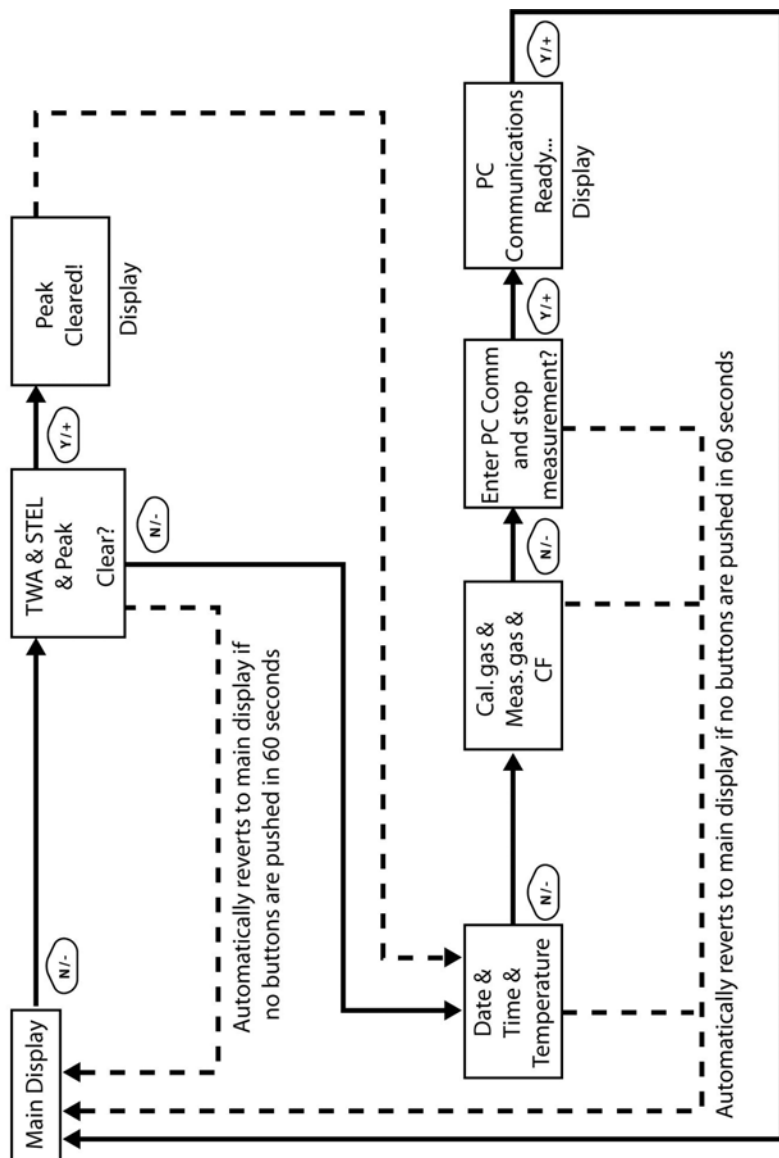 Main Display
N/-
TWA & STEL
& Peak
Clear?
Y/+
Peak
Cleared!
Display
N/-
Automatically reverts to main display if
no buttons are pushed in 60 seconds
Date &
Time &
Temperature
N/-
Cal. gas &
Meas. gas &
CF
N/-
Enter PC Comm
and stop
measurement?
Y/+
PC
Communications
Ready...
Display
Y/+
Automatically reverts to main display if no buttons are pushed in 60 seconds